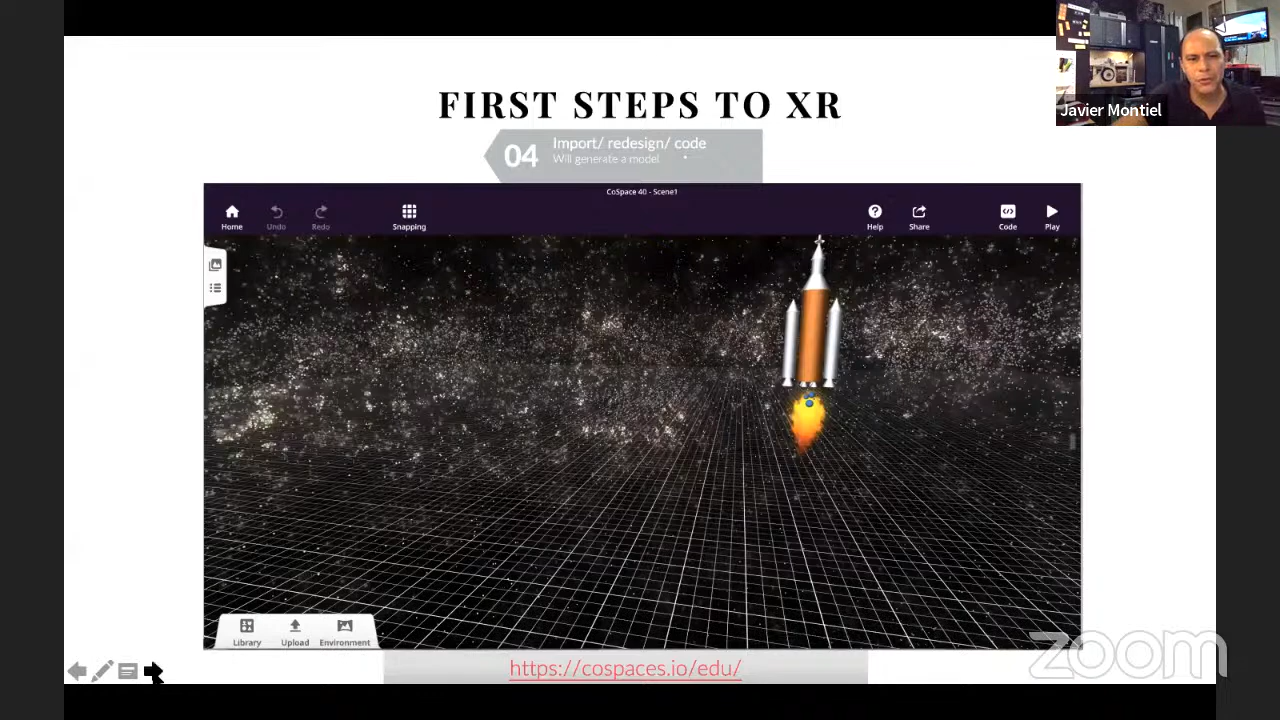 FIRST STEPS TO XR
Javier Montiel
04
Import/ redesign/ code
Will generate a model
CoSpace 40 - Scene1
Home
Undo
Redo
Snapping
Help
Share
Code
Play
Library
Upload
Environment
https://cospaces.io/edu/
zoom